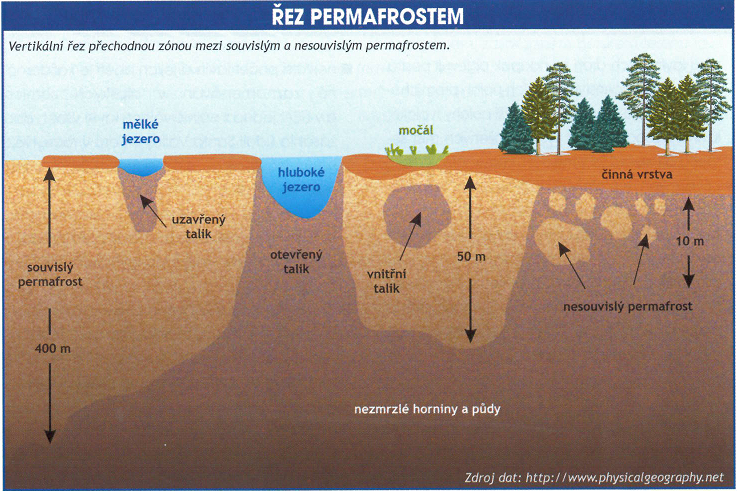 ŘEZ PERMAFROSTEM
Vertikální řez přechodnou zónou mezi souvislým a nesouvislým permafrostem.
mělké
jezero
močál
hluboké
jezero
činná vrstva
uzavřený
talik
otevřený
talik
vnitřní
talik
50 m
10 m
souvislý
permafrost
nesouvislý permafrost
400 m
nezmrzlé horniny a půdy
Zdroj dat: http://www.physicalgeography.net